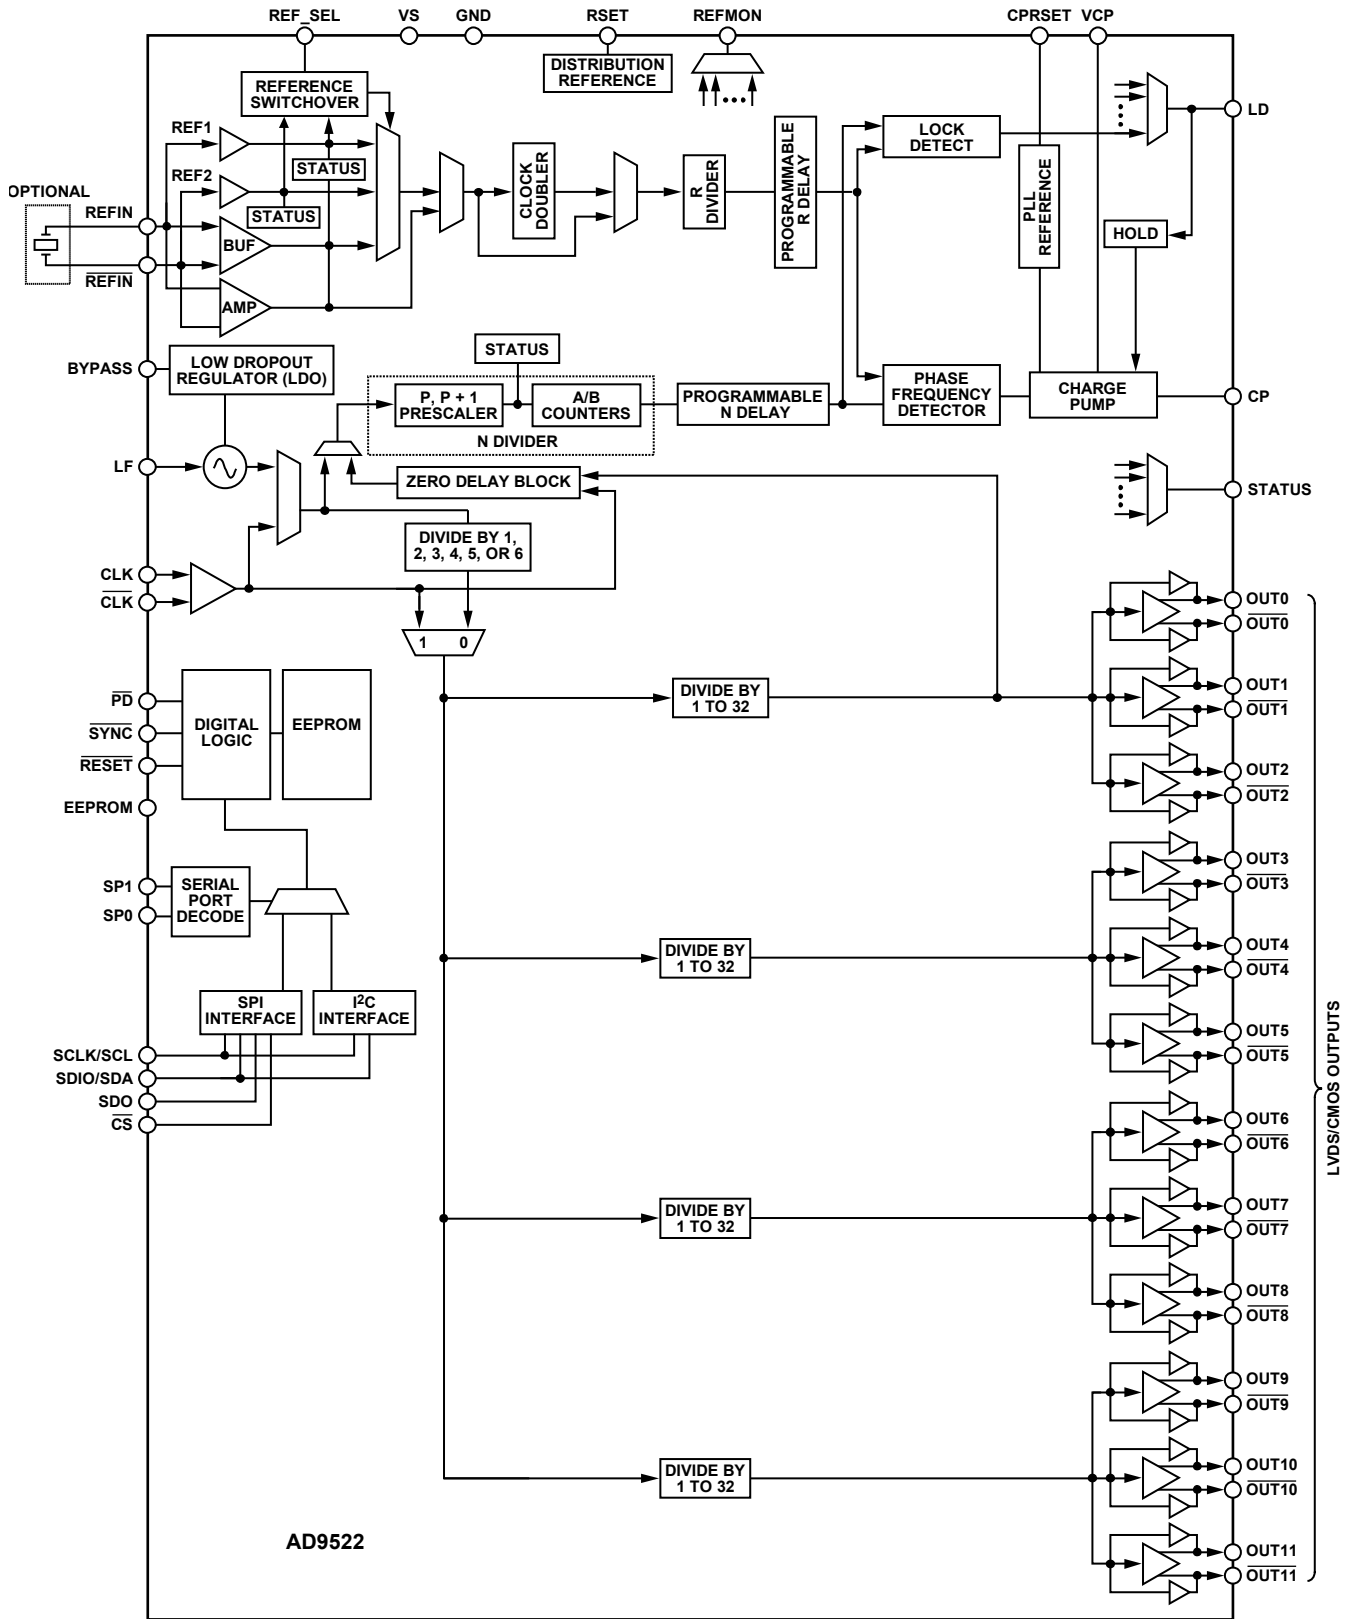 REF_SEL VS GND RSET REFMON CPRSET VCP
DISTRIBUTION
REFERENCE
REFERENCE
SWITCHOVER
REF1
STATUS
REF2
STATUS
OPTIONAL
REFIN
BUF
REFIN
AMP
CLOCK
DOUBLER
R
DIVIDER
PROGRAMMABLE
R DELAY
LOCK
DETECT
PLL
REFERENCE
LD
HOLD
BYPASS
LOW DROPOUT
REGULATOR (LDO)
STATUS
P, P + 1
PRESCALER
A/B
COUNTERS
N DIVIDER
PROGRAMMABLE
N DELAY
PHASE
FREQUENCY
DETECTOR
CHARGE
PUMP
CP
LF
ZERO DELAY BLOCK
STATUS
DIVIDE BY 1,
2, 3, 4, 5, OR 6
CLK
CLK
1 0
PD
SYNC
RESET
EEPROM
DIGITAL
LOGIC
EEPROM
SP1
SP0
SERIAL
PORT
DECODE
SPI
INTERFACE
I2C
INTERFACE
SCLK/SCL
SDIO/SDA
SDO
CS
DIVIDE BY
1 TO 32
DIVIDE BY
1 TO 32
DIVIDE BY
1 TO 32
DIVIDE BY
1 TO 32
OUT0
OUT0
OUT1
OUT1
OUT2
OUT2
OUT3
OUT3
OUT4
OUT4
OUT5
OUT5
OUT6
OUT6
OUT7
OUT7
OUT8
OUT8
OUT9
OUT9
OUT10
OUT10
OUT11
OUT11
LVDS/CMOS OUTPUTS
AD9522